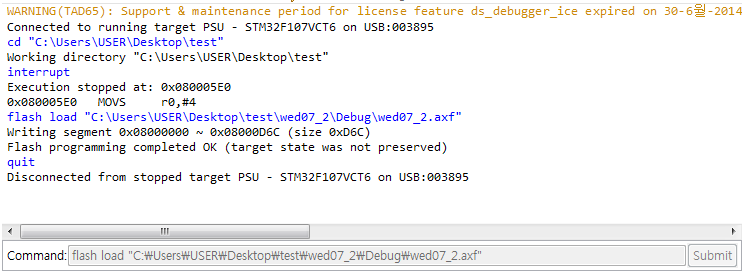 WARNING(TAD65): Support & maintenance period for license feature ds_debugger_ice expired on 30-6월-2014
Connected to running target PSU - STM32F107VCT6 on USB:003895
cd "C:\Users\USER\Desktop\test"
Working directory "C:\Users\USER\Desktop\test"
interrupt
Execution stopped at: 0x080005E0
0x080005E0   MOVS     r0,#4
flash load "C:\Users\USER\Desktop\test\wed07_2\Debug\wed07_2.axf"
Writing segment 0x08000000 ~ 0x08000D6C (size 0xD6C)
Flash programming completed OK (target state was not preserved)
quit
Disconnected from stopped target PSU - STM32F107VCT6 on USB:003895
Command: flash load "C:₩Users₩USER₩Desktop₩test₩wed07_2₩Debug₩wed07_2.axf" Submit